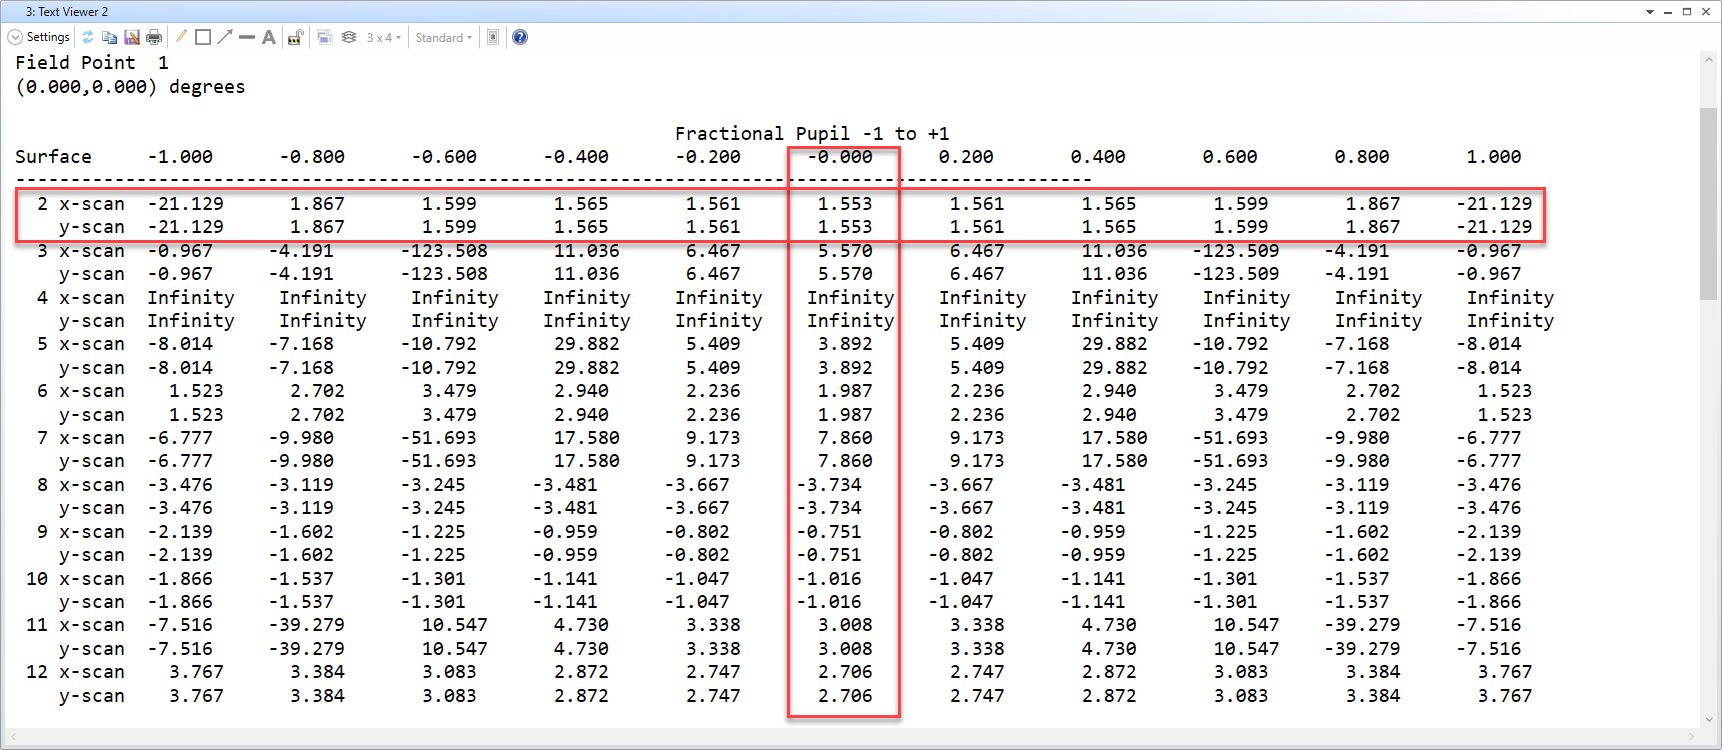 3: Text Viewer 2
Settings 3 x 4 Standard
Field Point 1
(0.000,0.000) degrees
Fractional Pupil -1 to +1
Surface -1.000 -0.800 -0.600 -0.400 -0.200 -0.000 0.200 0.400 0.600 0.800 1.000
2 x-scan -21.129 1.867 1.599 1.565 1.561 1.553 1.561 1.565 1.599 1.867 -21.129
y-scan -21.129 1.867 1.599 1.565 1.561 1.553 1.561 1.565 1.599 1.867 -21.129
3 x-scan -0.967 -4.191 -123.508 11.036 6.467 5.570 6.467 11.036 -123.509 -4.191 -0.967
y-scan -0.967 -4.191 -123.508 11.036 6.467 5.570 6.467 11.036 -123.509 -4.191 -0.967
4 x-scan Infinity Infinity Infinity Infinity Infinity Infinity Infinity Infinity Infinity Infinity Infinity
y-scan Infinity Infinity Infinity Infinity Infinity Infinity Infinity Infinity Infinity Infinity Infinity
5 x-scan -8.014 -7.168 -10.792 29.882 5.409 3.892 5.409 29.882 -10.792 -7.168 -8.014
y-scan -8.014 -7.168 -10.792 29.882 5.409 3.892 5.409 29.882 -10.792 -7.168 -8.014
6 x-scan 1.523 2.702 3.479 2.940 2.236 1.987 2.236 2.940 3.479 2.702 1.523
y-scan 1.523 2.702 3.479 2.940 2.236 1.987 2.236 2.940 3.479 2.702 1.523
7 x-scan -6.777 -9.980 -51.693 17.580 9.173 7.860 9.173 17.580 -51.693 -9.980 -6.777
y-scan -6.777 -9.980 -51.693 17.580 9.173 7.860 9.173 17.580 -51.693 -9.980 -6.777
8 x-scan -3.476 -3.119 -3.245 -3.481 -3.667 -3.734 -3.667 -3.481 -3.245 -3.119 -3.476
y-scan -3.476 -3.119 -3.245 -3.481 -3.667 -3.734 -3.667 -3.481 -3.245 -3.119 -3.476
9 x-scan -2.139 -1.602 -1.225 -0.959 -0.802 -0.751 -0.802 -0.959 -1.225 -1.602 -2.139
y-scan -2.139 -1.602 -1.225 -0.959 -0.802 -0.751 -0.802 -0.959 -1.225 -1.602 -2.139
10 x-scan -1.866 -1.537 -1.301 -1.141 -1.047 -1.016 -1.047 -1.141 -1.301 -1.537 -1.866
y-scan -1.866 -1.537 -1.301 -1.141 -1.047 -1.016 -1.047 -1.141 -1.301 -1.537 -1.866
11 x-scan -7.516 -39.279 10.547 4.730 3.338 3.008 3.338 4.730 10.547 -39.279 -7.516
y-scan -7.516 -39.279 10.547 4.730 3.338 3.008 3.338 4.730 10.547 -39.279 -7.516
12 x-scan 3.767 3.384 3.083 2.872 2.747 2.706 2.747 2.872 3.083 3.384 3.767
y-scan 3.767 3.384 3.083 2.872 2.747 2.706 2.747 2.872 3.083 3.384 3.767